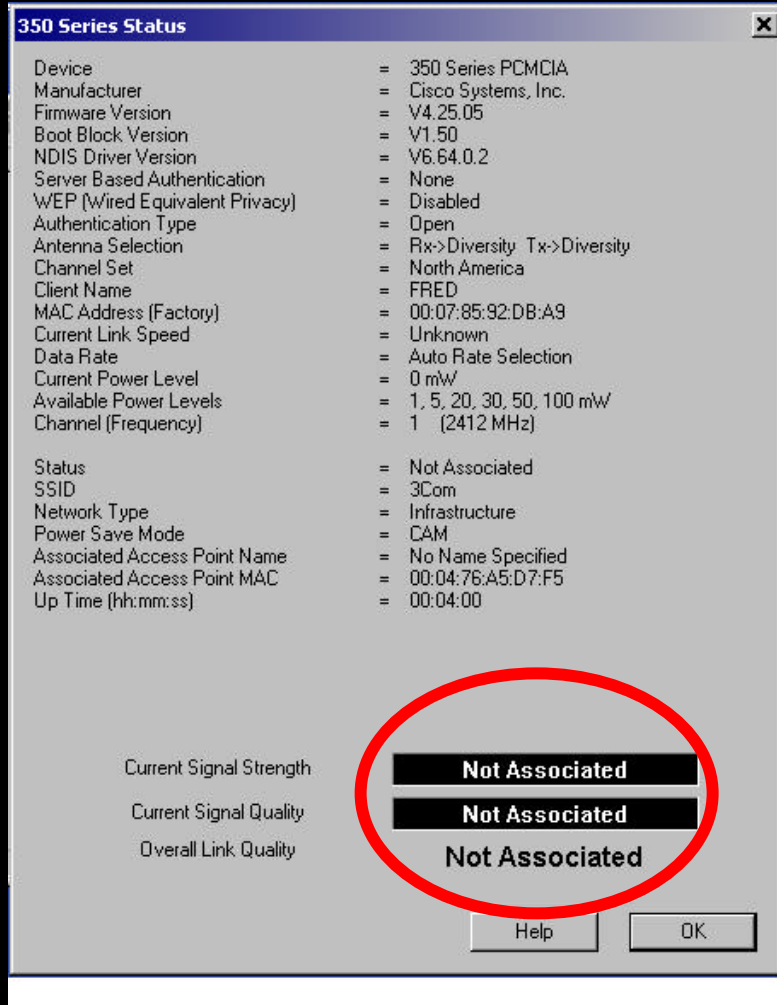 350 Series Status
Device = 350 Series PCMCIA
Manufacturer = Cisco Systems, Inc.
Firmware Version = V4.25.05
Boot Block Version = V1.50
NDIS Driver Version = V6.64.0.2
Server Based Authentication = None
WEP (Wired Equivalent Privacy) = Disabled
Authentication Type = Open
Antenna Selection = Rx->Diversity Tx->Diversity
Channel Set = North America
Client Name = FRED
MAC Address (Factory) = 00:07:85:92:DB:A9
Current Link Speed = Unknown
Data Rate = Auto Rate Selection
Current Power Level = 0 mW
Available Power Levels = 1, 5, 20, 30, 50, 100 mW
Channel (Frequency) = 1 (2412 MHz)
Status = Not Associated
SSID = 3Com
Network Type = Infrastructure
Power Save Mode = CAM
Associated Access Point Name = No Name Specified
Associated Access Point MAC = 00:04:76:A5:D7:F5
Up Time (hh:mm:ss) = 00:04:00
Current Signal Strength Not Associated
Current Signal Quality Not Associated
Overall Link Quality Not Associated
Help OK